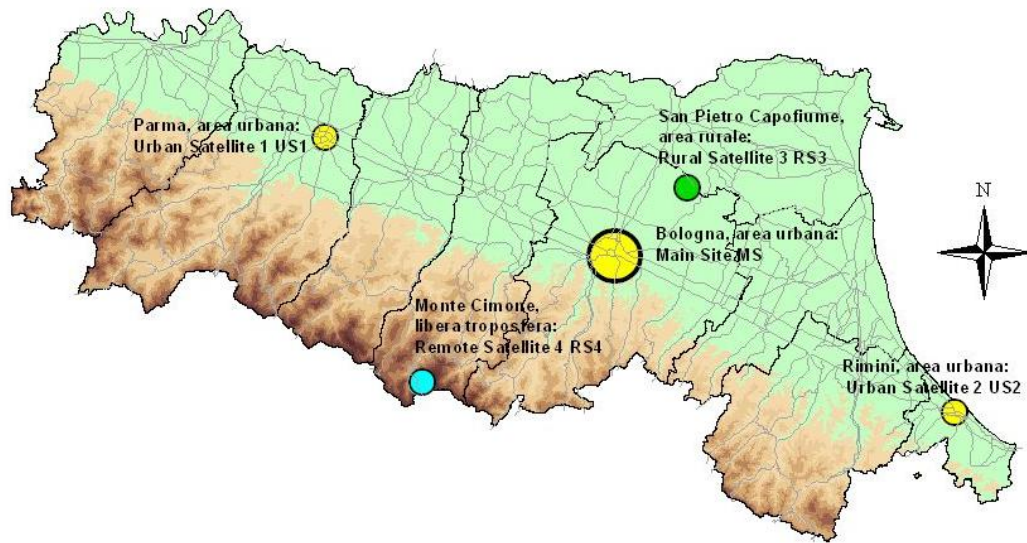 Parma, area urbana:
Urban Satellite 1 US1
San Pietro Capofiume,
area rurale:
Rural Satellite 3 RS3
N
Bologna, area urbana:
Main Site MS
Monte Cimone,
libera troposfera:
Remote Satellite 4 RS4
Rimini, area urbana:
Urban Satellite 2 US2